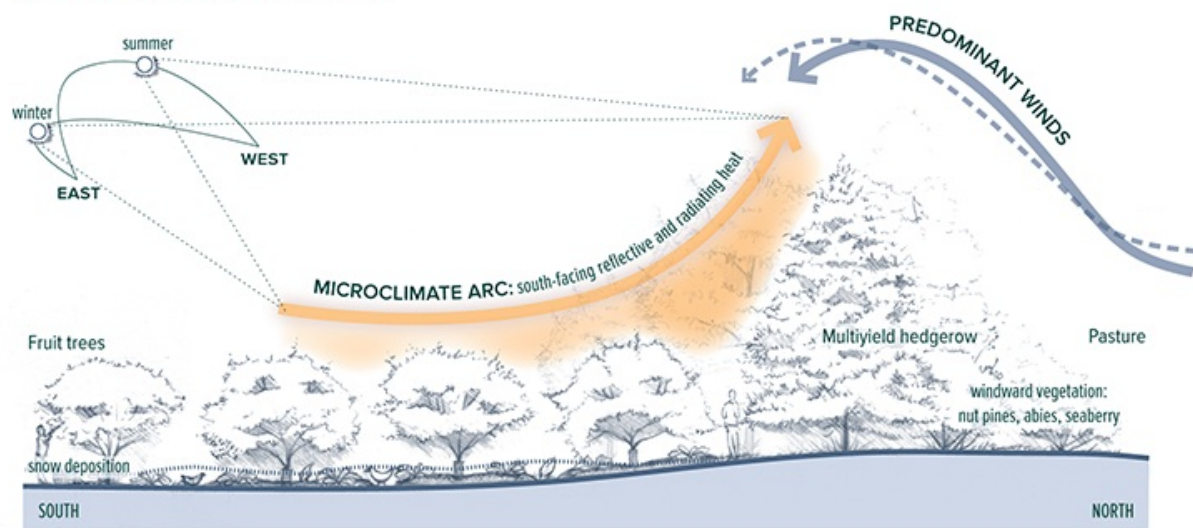 summer
winter
EAST
WEST
PREDOMINANT WINDS
MICROCLIMATE ARC: south-facing reflective and radiating heat
Fruit trees
Multiyield hedgerow
Pasture
windward vegetation:
nut pines, abies, seaberry
snow deposition
SOUTH
NORTH